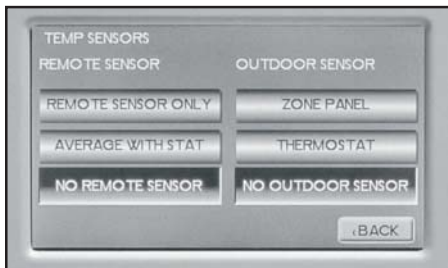 TEMP SENSORS
REMOTE SENSOR
OUTDOOR SENSOR
REMOTE SENSOR ONLY
ZONE PANEL
AVERAGE WITH STAT
THERMOSTAT
NO REMOTE SENSOR
NO OUTDOOR SENSOR
‹BACK